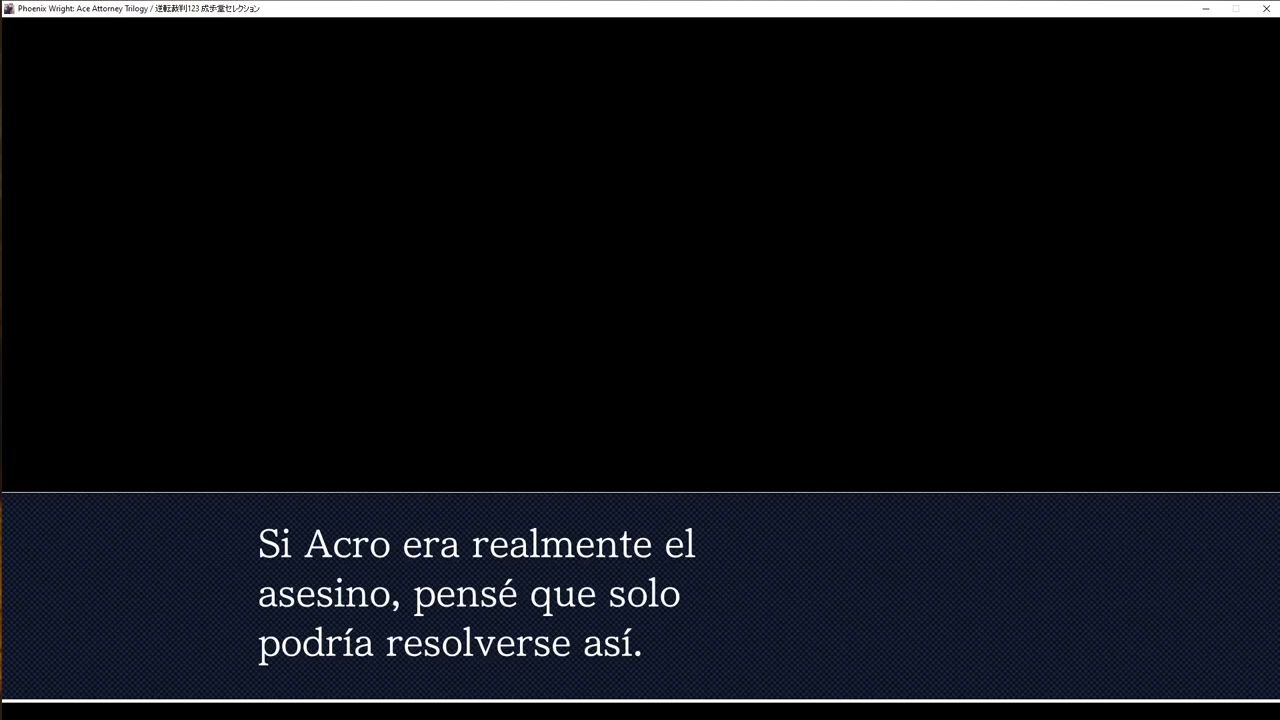 Phoenix Wright: Ace Attorney Trilogy / 逆転裁判123 成歩堂セレクション
Si Acro era realmente el
asesino, pensé que solo
podría resolverse así.